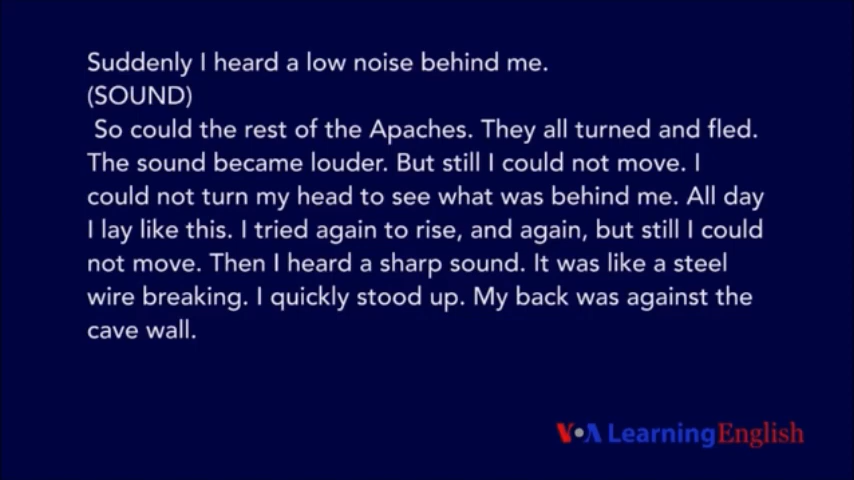 Suddenly I heard a low noise behind me.
(SOUND)
So could the rest of the Apaches. They all turned and fled.
The sound became louder. But still I could not move. I
could not turn my head to see what was behind me. All day
I lay like this. I tried again to rise, and again, but still I could
not move. Then I heard a sharp sound. It was like a steel
wire breaking. I quickly stood up. My back was against the
cave wall.
VOA Learning English